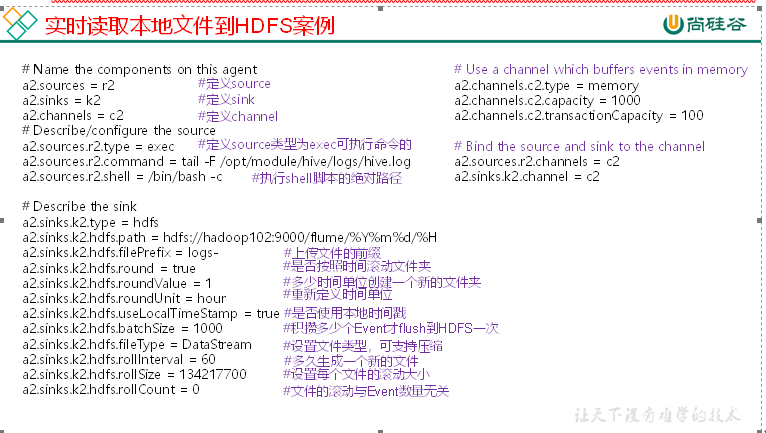 实时读取本地文件到HDFS案例
尚硅谷
# Name the components on this agent
a2.sources = r2 #定义source
a2.sinks = k2 #定义sink
a2.channels = c2 #定义channel
# Describe/configure the source
a2.sources.r2.type = exec #定义source类型为exec可执行命令的
a2.sources.r2.command = tail -F /opt/module/hive/logs/hive.log
a2.sources.r2.shell = /bin/bash -c #执行shell脚本的绝对路径
# Describe the sink
a2.sinks.k2.type = hdfs
a2.sinks.k2.hdfs.path = hdfs://hadoop102:9000/flume/%Y%m%d/%H
a2.sinks.k2.hdfs.filePrefix = logs- #上传文件的前缀
a2.sinks.k2.hdfs.round = true #是否按照时间滚动文件夹
a2.sinks.k2.hdfs.roundValue = 1 #多少时间单位创建一个新的文件夹
a2.sinks.k2.hdfs.roundUnit = hour #重新定义时间单位
a2.sinks.k2.hdfs.useLocalTimeStamp = true #是否使用本地时间戳
a2.sinks.k2.hdfs.batchSize = 1000 #积攒多少个Event才flush到HDFS一次
a2.sinks.k2.hdfs.fileType = DataStream #设置文件类型，可支持压缩
a2.sinks.k2.hdfs.rollInterval = 60 #多久生成一个新的文件
a2.sinks.k2.hdfs.rollSize = 134217700 #设置每个文件的滚动大小
a2.sinks.k2.hdfs.rollCount = 0 #文件的滚动与Event数量无关
# Use a channel which buffers events in memory
a2.channels.c2.type = memory
a2.channels.c2.capacity = 1000
a2.channels.c2.transactionCapacity = 100
# Bind the source and sink to the channel
a2.sources.r2.channels = c2
a2.sinks.k2.channel = c2
让天下没有难学的技术